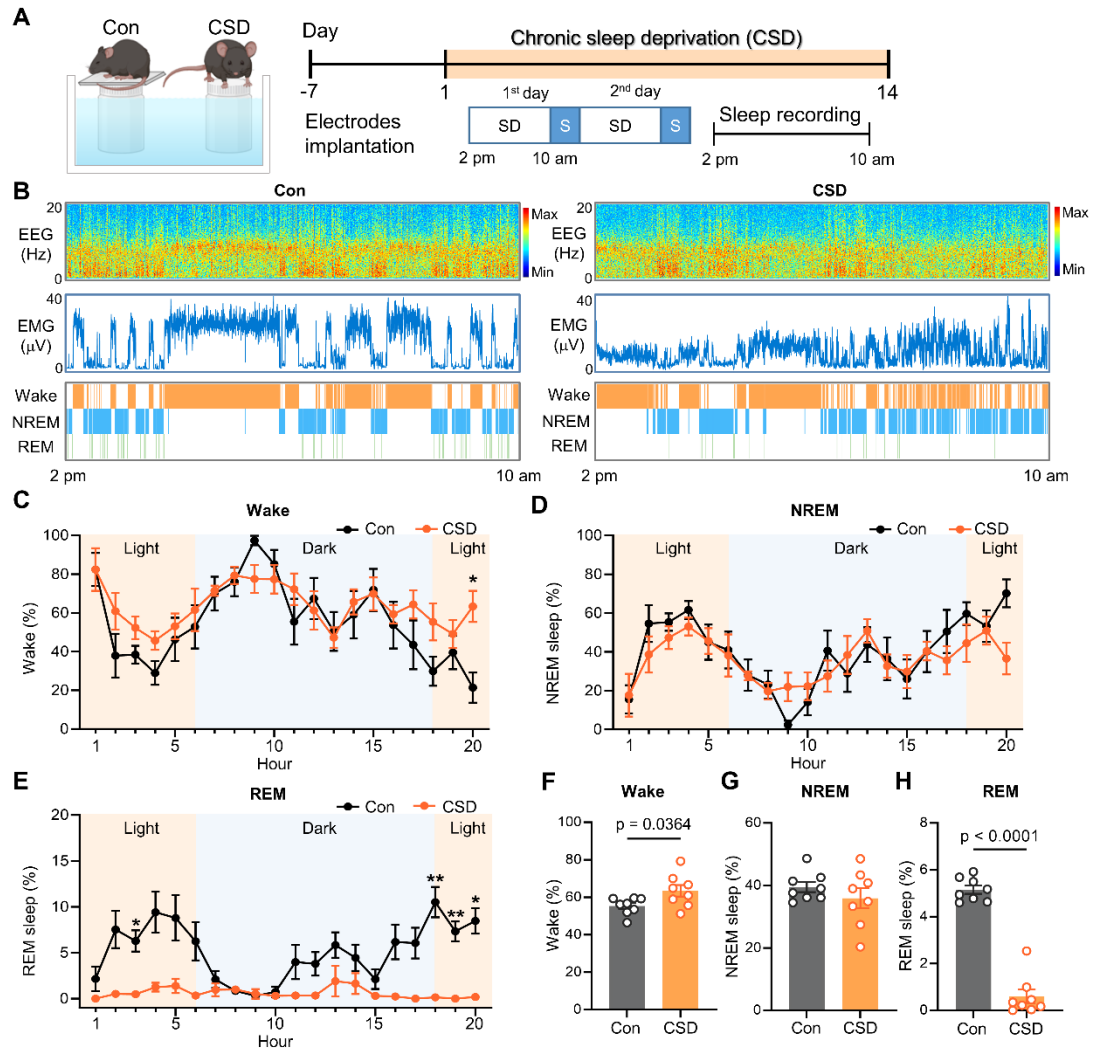 A
Con CSD
Day
Chronic sleep deprivation (CSD)
-7 1 14
1st day 2nd day
Electrodes implantation
SD S SD S
2 pm 10 am
Sleep recording
2 pm 10 am
B
Con CSD
20
EEG (Hz)
0
Max
Min
20
EEG (Hz)
0
Max
Min
40
EMG (μV)
0
40
EMG (μV)
0
Wake
NREM
REM
2 pm 10 am
Wake
NREM
REM
2 pm 10 am
C
Wake
Con CSD
Light Dark Light
*
Wake (%)
100
80
60
40
20
0
1 5 10 15 20
Hour
D
NREM
Con CSD
Light Dark Light
NREM sleep (%)
100
80
60
40
20
0
1 5 10 15 20
Hour
E
REM
Con CSD
Light Dark Light
* ** ** *
REM sleep (%)
20
15
10
5
0
1 5 10 15 20
Hour
F
Wake
p = 0.0364
Wake (%)
100
80
60
40
20
0
Con CSD
G
NREM
NREM sleep (%)
60
40
20
0
Con CSD
H
REM
p < 0.0001
REM sleep (%)
8
6
4
2
0
Con CSD